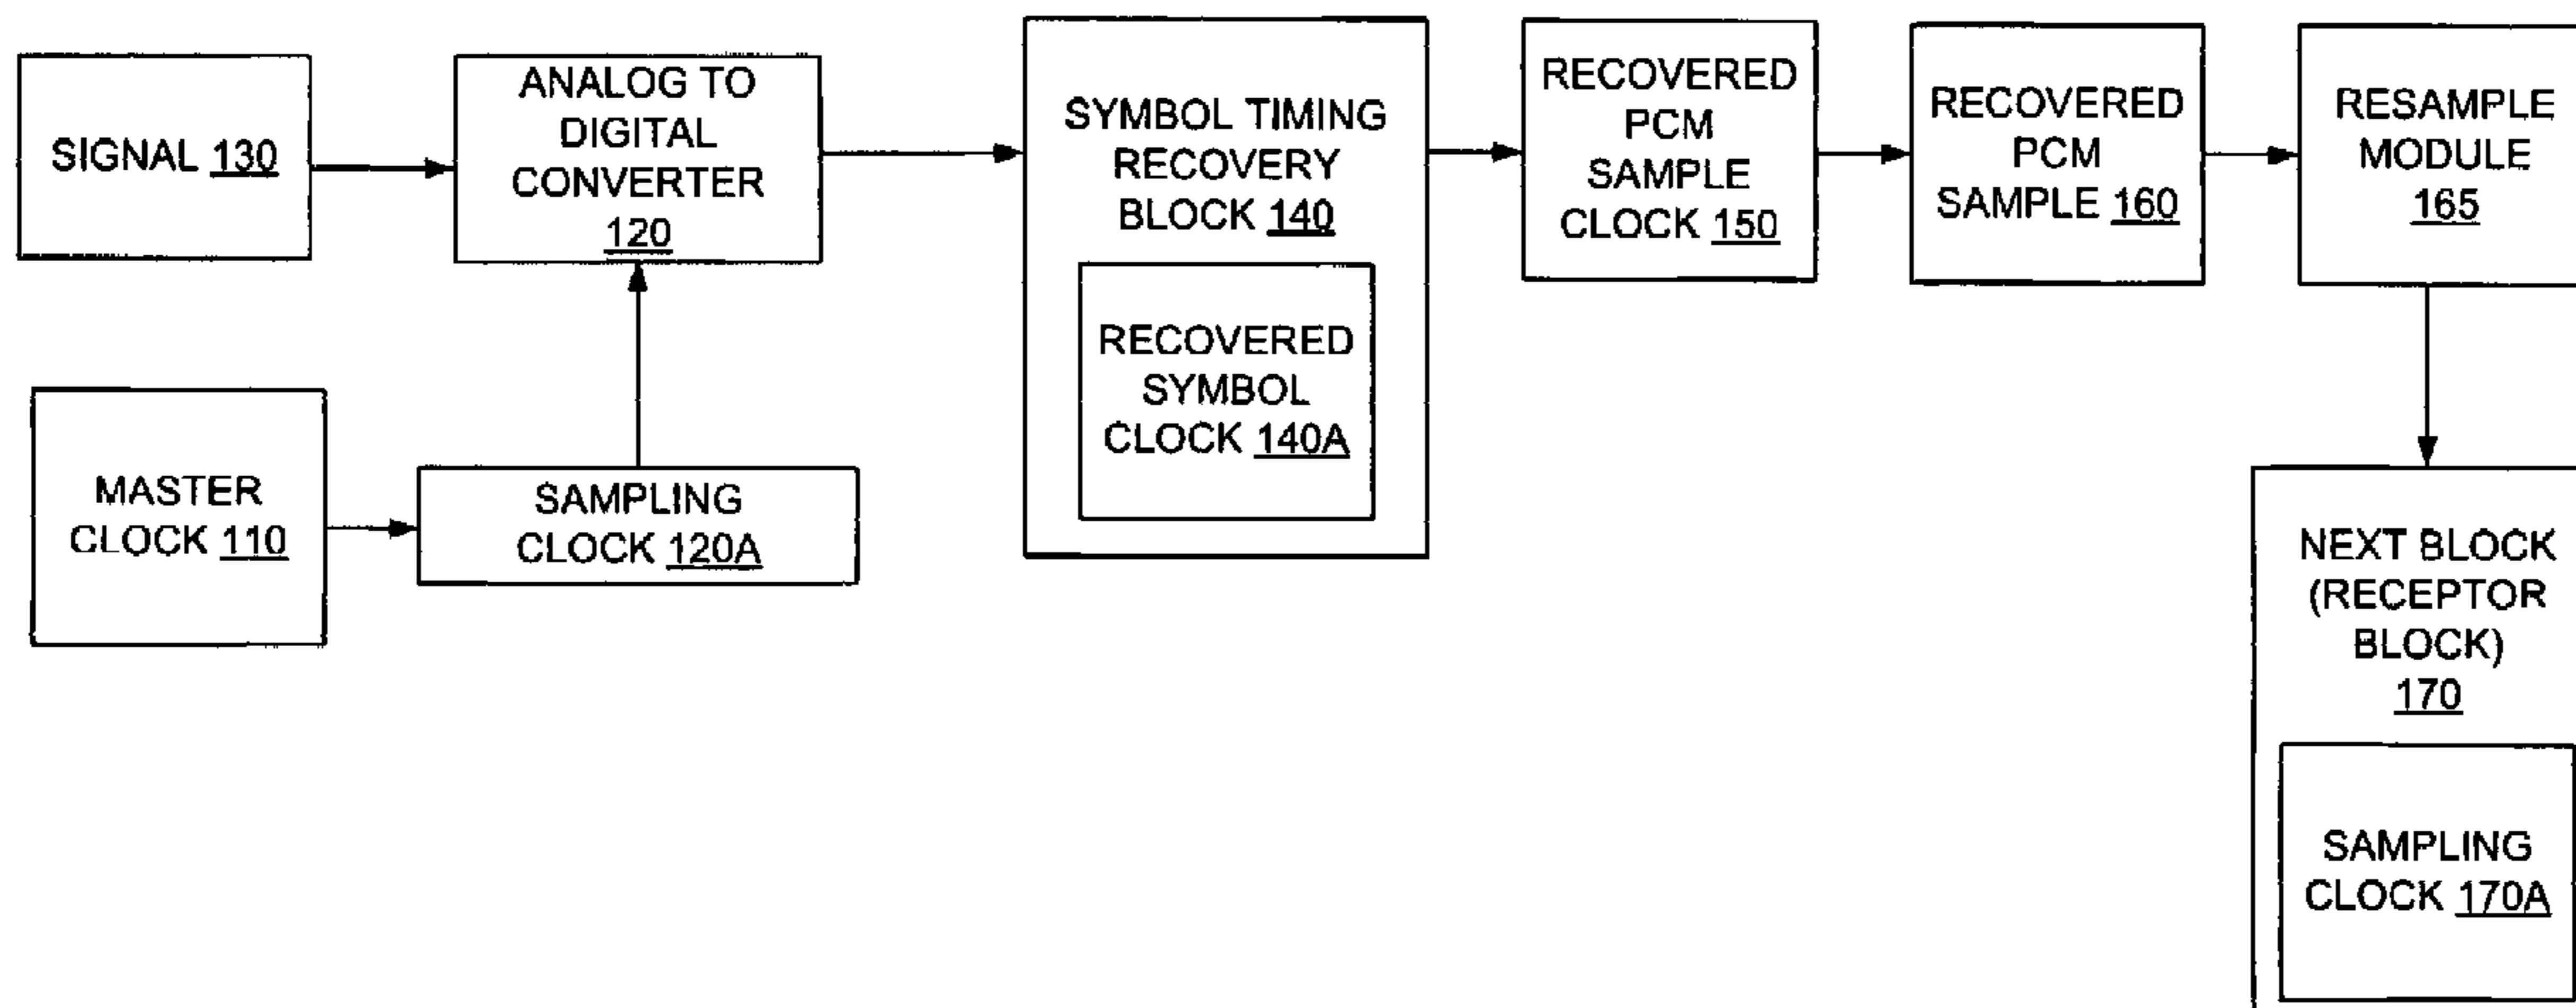 SIGNAL 130
ANALOG TO
DIGITAL
CONVERTER
120
MASTER
CLOCK 110
SAMPLING
CLOCK 120A
SYMBOL TIMING
RECOVERY
BLOCK 140
RECOVERED
SYMBOL
CLOCK 140A
RECOVERED
PCM
SAMPLE
CLOCK 150
RECOVERED
PCM
SAMPLE 160
RESAMPLE
MODULE
165
NEXT BLOCK
(RECEPTOR
BLOCK)
170
SAMPLING
CLOCK 170A